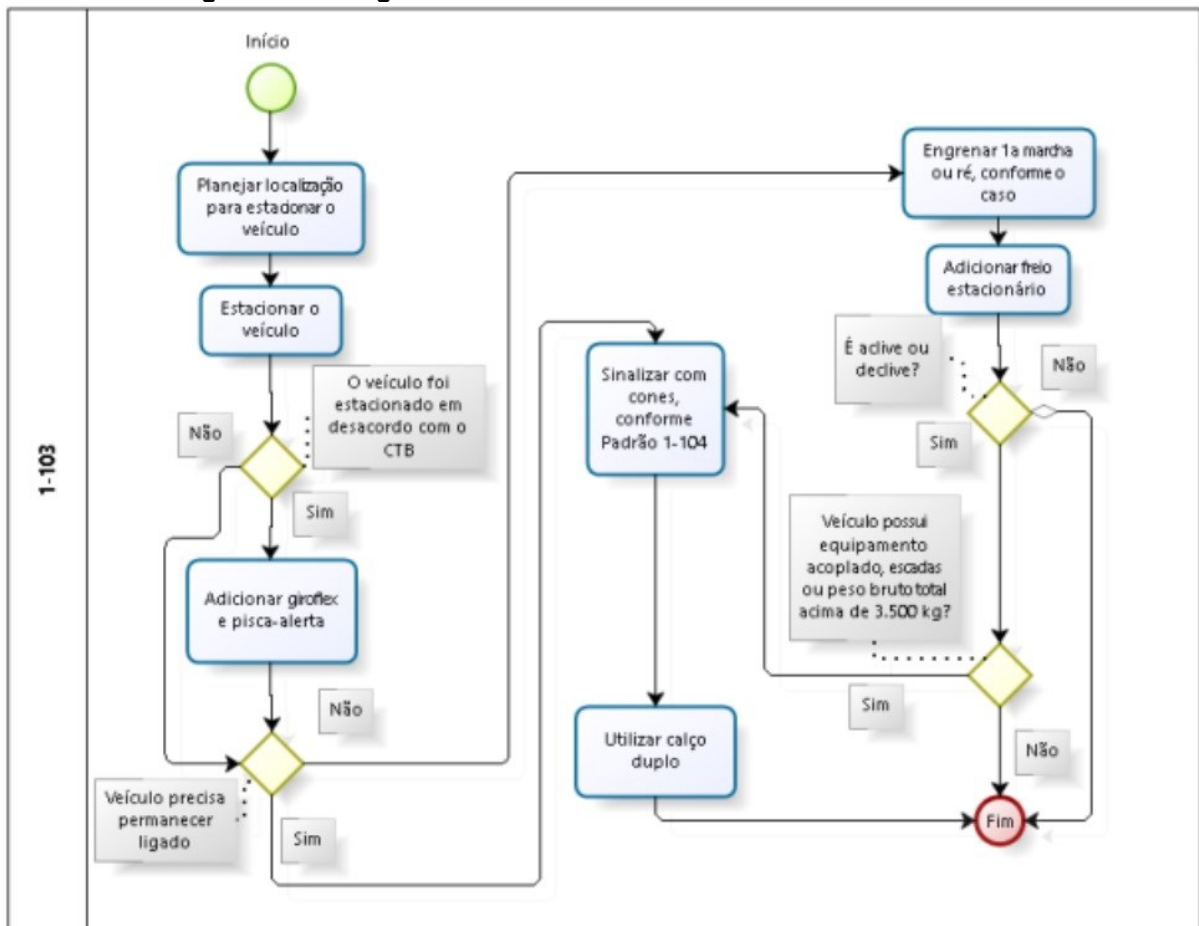 1-103
Início
Planejar localização
para estacionar o
veículo
Estacionar o
veículo
O veículo foi
estacionado em
desacordo com o
CTB
Não
Sim
Adicionar giroflex
e pisca-alerta
Não
Veículo precisa
permanecer
ligado
Sim
Sinalizar com
cones,
conforme
Padrão 1-104
Utilizar calço
duplo
Engrenar 1a marcha
ou ré, conforme o
caso
Adicionar freio
estacionário
É aclive ou
declive?
Não
Sim
Veículo possui
equipamento
acoplado, escadas
ou peso bruto total
acima de 3.500 kg?
Sim
Não
Fim